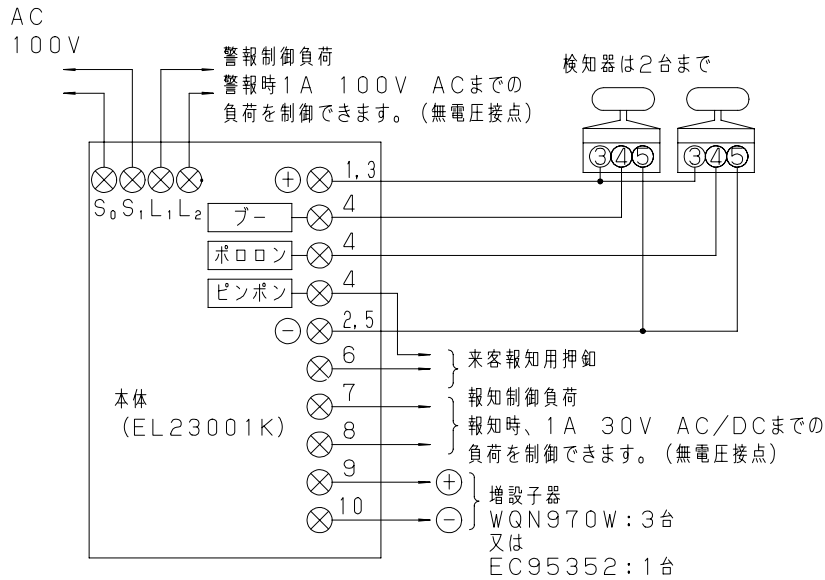 AC
100V
警報制御負荷
警報時1A 100V ACまでの
負荷を制御できます。(無電圧接点)
検知器は2台まで
③④⑤ ③④⑤
S₀ S₁ L₁ L₂
⊕ 1,3
ブー 4
ポロロン 4
ピンポン 4
⊖ 2,5
6
来客報知用押釦
本体
(EL23001K)
7
8
報知制御負荷
報知時、1A 30V AC/DCまでの
負荷を制御できます。(無電圧接点)
9 ⊕
10 ⊖
増設子器
WQN970W:3台
又は
EC95352:1台